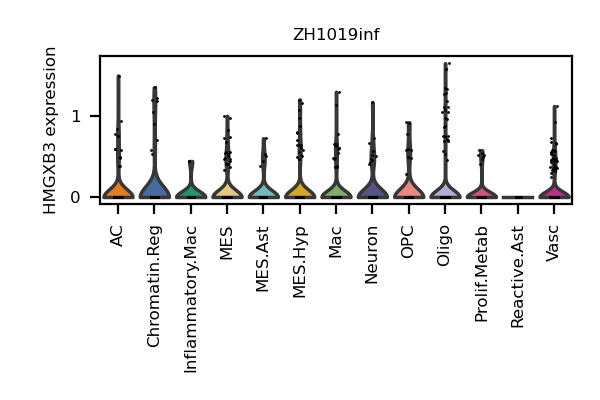 ZH1019inf
HMGXB3 expression
1
0
AC
Chromatin.Reg
Inflammatory.Mac
MES
MES.Ast
MES.Hyp
Mac
Neuron
OPC
Oligo
Prolif.Metab
Reactive.Ast
Vasc